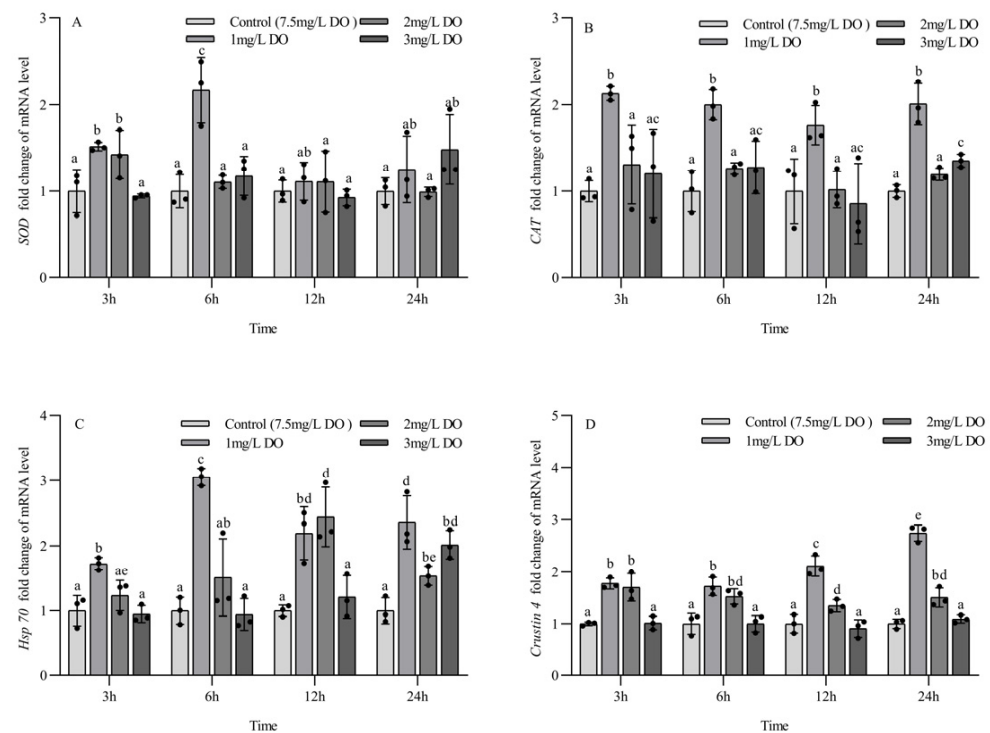 A
Control (7.5mg/L DO )
2mg/L DO
1mg/L DO
3mg/L DO
SOD fold change of mRNA level
3
2
1
0
a
b
b
a
a
c
a
a
a
ab
a
a
a
ab
a
ab
3h
6h
12h
24h
Time
B
Control (7.5mg/L DO )
2mg/L DO
1mg/L DO
3mg/L DO
CAT fold change of mRNA level
3
2
1
0
a
b
a
ac
a
b
a
ac
a
b
a
ac
a
b
a
c
3h
6h
12h
24h
Time
C
Control (7.5mg/L DO )
2mg/L DO
1mg/L DO
3mg/L DO
Hsp 70 fold change of mRNA level
4
3
2
1
0
a
b
ae
a
a
c
ab
a
a
bd
d
a
a
d
be
bd
3h
6h
12h
24h
Time
D
Control (7.5mg/L DO )
2mg/L DO
1mg/L DO
3mg/L DO
Crustin 4 fold change of mRNA level
5
4
3
2
1
0
a
b
b
a
a
b
bd
a
a
c
d
a
a
e
bd
a
3h
6h
12h
24h
Time